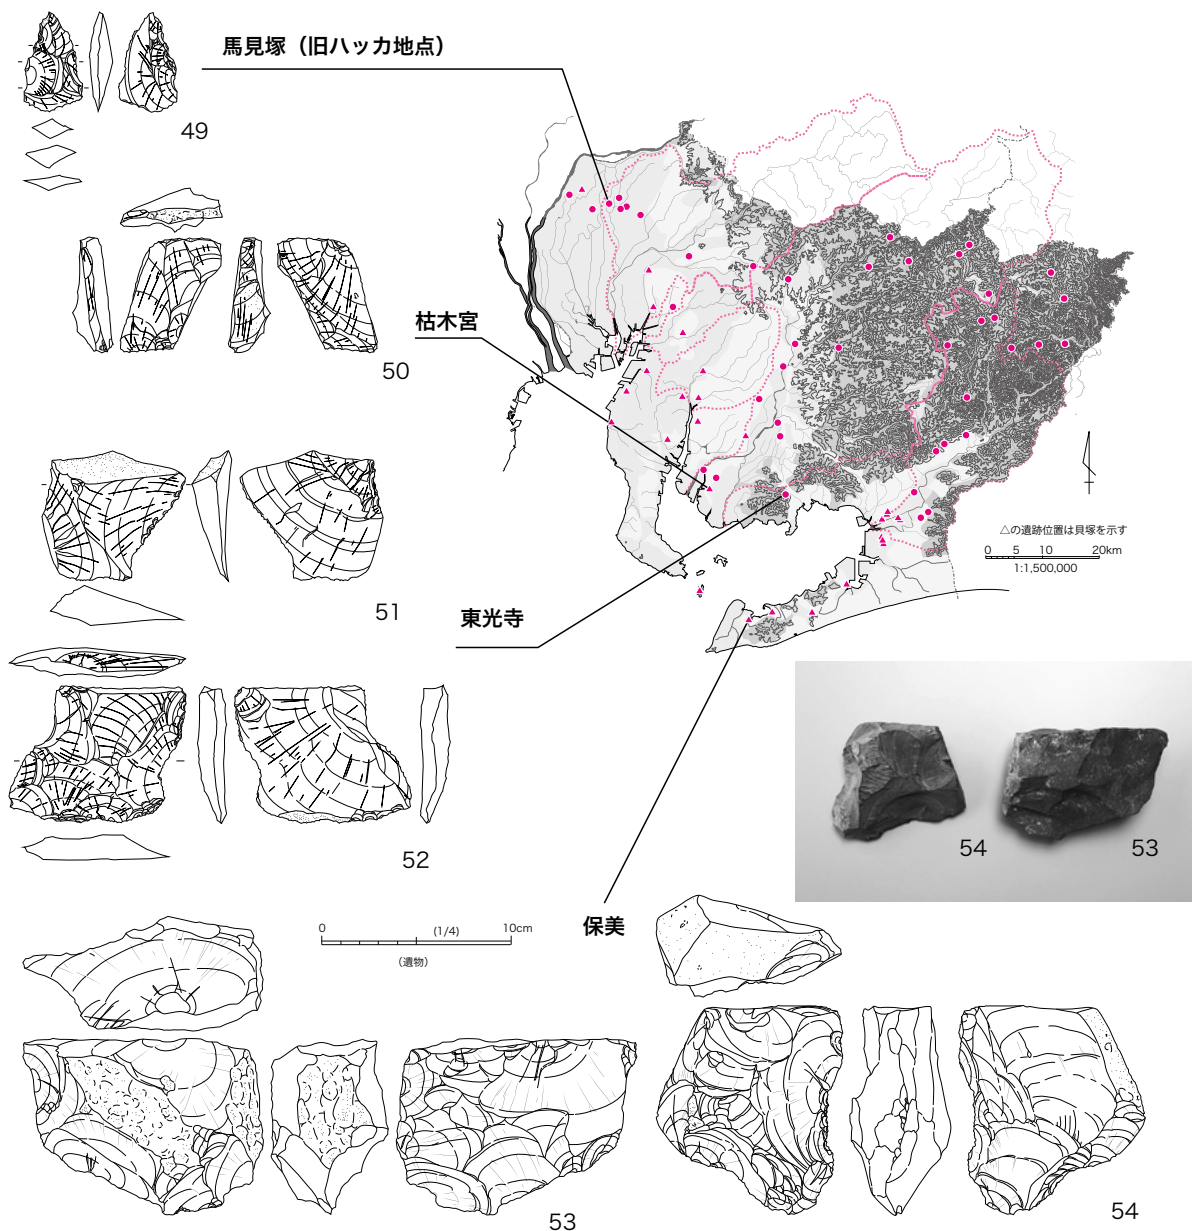 馬見塚（旧ハッカ地点）
49
50
枯木宮
51
東光寺
△の遺跡位置は貝塚を示す
0 5 10 20km
1:1,500,000
52
54
53
保美
0 (1/4) 10cm
（遺物）
53
54